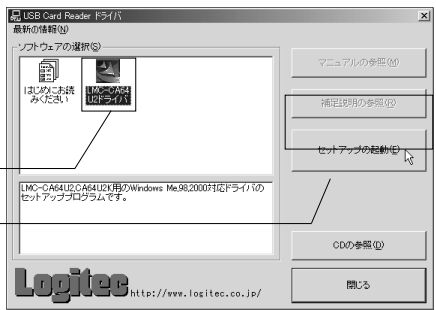 USB Card Reader ドライバ
最新の情報(N)
ソフトウェアの選択(S)
はじめにお読
みください
LMC-CA64
U2ドライバ
マニュアルの参照(M)
補足説明の参照(R)
セットアップの起動(E)
LMC-CA64U2,CA64U2K用のWindows Me,98,2000対応ドライバの
セットアッププログラムです。
CDの参照(D)
Logitec
http://www.logitec.co.jp/
閉じる